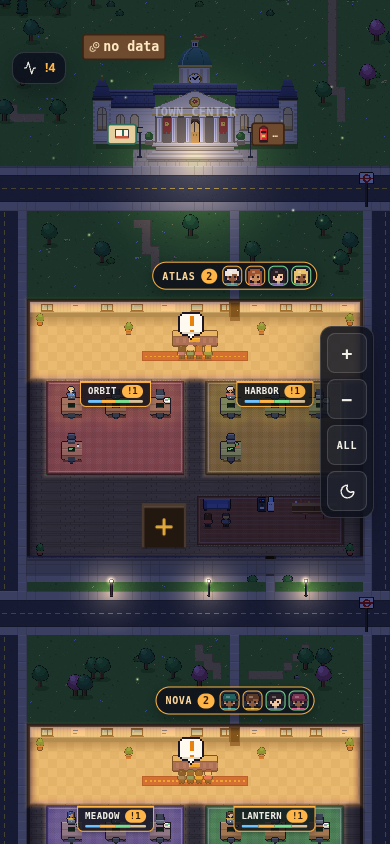 no data
!4
TOWN CENTER
ATLAS 2
!
+
ORBIT !1
HARBOR !1
−
ALL
+
NOVA 2
!
MEADOW !1
LANTERN !1